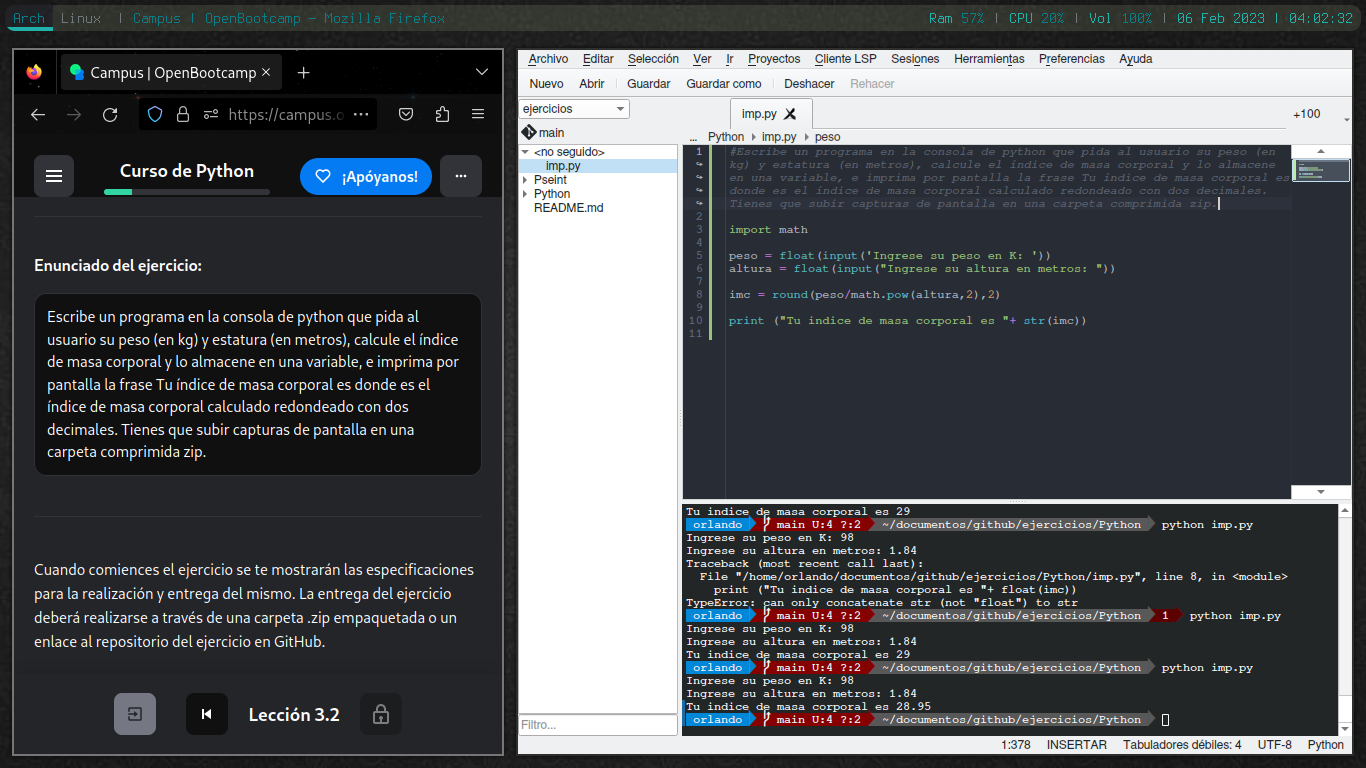 Arch Linux | Campus | OpenBootcamp — Mozilla Firefox
Ram 57% | CPU 20% | Vol 100% | 06 Feb 2023 | 04:02:32
Campus | OpenBootcamp
https://campus.o
Curso de Python
¡Apóyanos!
Enunciado del ejercicio:
Escribe un programa en la consola de python que pida al
usuario su peso (en kg) y estatura (en metros), calcule el índice
de masa corporal y lo almacene en una variable, e imprima por
pantalla la frase Tu índice de masa corporal es donde es el
índice de masa corporal calculado redondeado con dos
decimales. Tienes que subir capturas de pantalla en una
carpeta comprimida zip.
Cuando comiences el ejercicio se te mostrarán las especificaciones
para la realización y entrega del mismo. La entrega del ejercicio
deberá realizarse a través de una carpeta .zip empaquetada o un
enlace al repositorio del ejercicio en GitHub.
Lección 3.2
Archivo Editar Selección Ver Ir Proyectos Cliente LSP Sesiones Herramientas Preferencias Ayuda
Nuevo Abrir Guardar Guardar como Deshacer Rehacer
ejercicios
imp.py
+100
main
... Python imp.py peso
<no seguido>
imp.py
Pseint
Python
README.md
Filtro...
1 #Escribe un programa en la consola de python que pida al usuario su peso (en
kg) y estatura (en metros), calcule el índice de masa corporal y lo almacene
en una variable, e imprima por pantalla la frase Tu índice de masa corporal es
donde es el índice de masa corporal calculado redondeado con dos decimales.
Tienes que subir capturas de pantalla en una carpeta comprimida zip.
2
3 import math
4
5 peso = float(input('Ingrese su peso en K: '))
6 altura = float(input("Ingrese su altura en metros: "))
7
8 imc = round(peso/math.pow(altura,2),2)
9
10 print ("Tu indice de masa corporal es "+ str(imc))
11
Tu indice de masa corporal es 29
orlando main U:4 ?:2 ~/documentos/github/ejercicios/Python python imp.py
Ingrese su peso en K: 98
Ingrese su altura en metros: 1.84
Traceback (most recent call last):
File "/home/orlando/documentos/github/ejercicios/Python/imp.py", line 8, in <module>
print ("Tu indice de masa corporal es "+ float(imc))
TypeError: can only concatenate str (not "float") to str
orlando main U:4 ?:2 ~/documentos/github/ejercicios/Python 1 python imp.py
Ingrese su peso en K: 98
Ingrese su altura en metros: 1.84
Tu indice de masa corporal es 29
orlando main U:4 ?:2 ~/documentos/github/ejercicios/Python python imp.py
Ingrese su peso en K: 98
Ingrese su altura en metros: 1.84
Tu indice de masa corporal es 28.95
orlando main U:4 ?:2 ~/documentos/github/ejercicios/Python
1:378 INSERTAR Tabuladores débiles: 4 UTF-8 Python